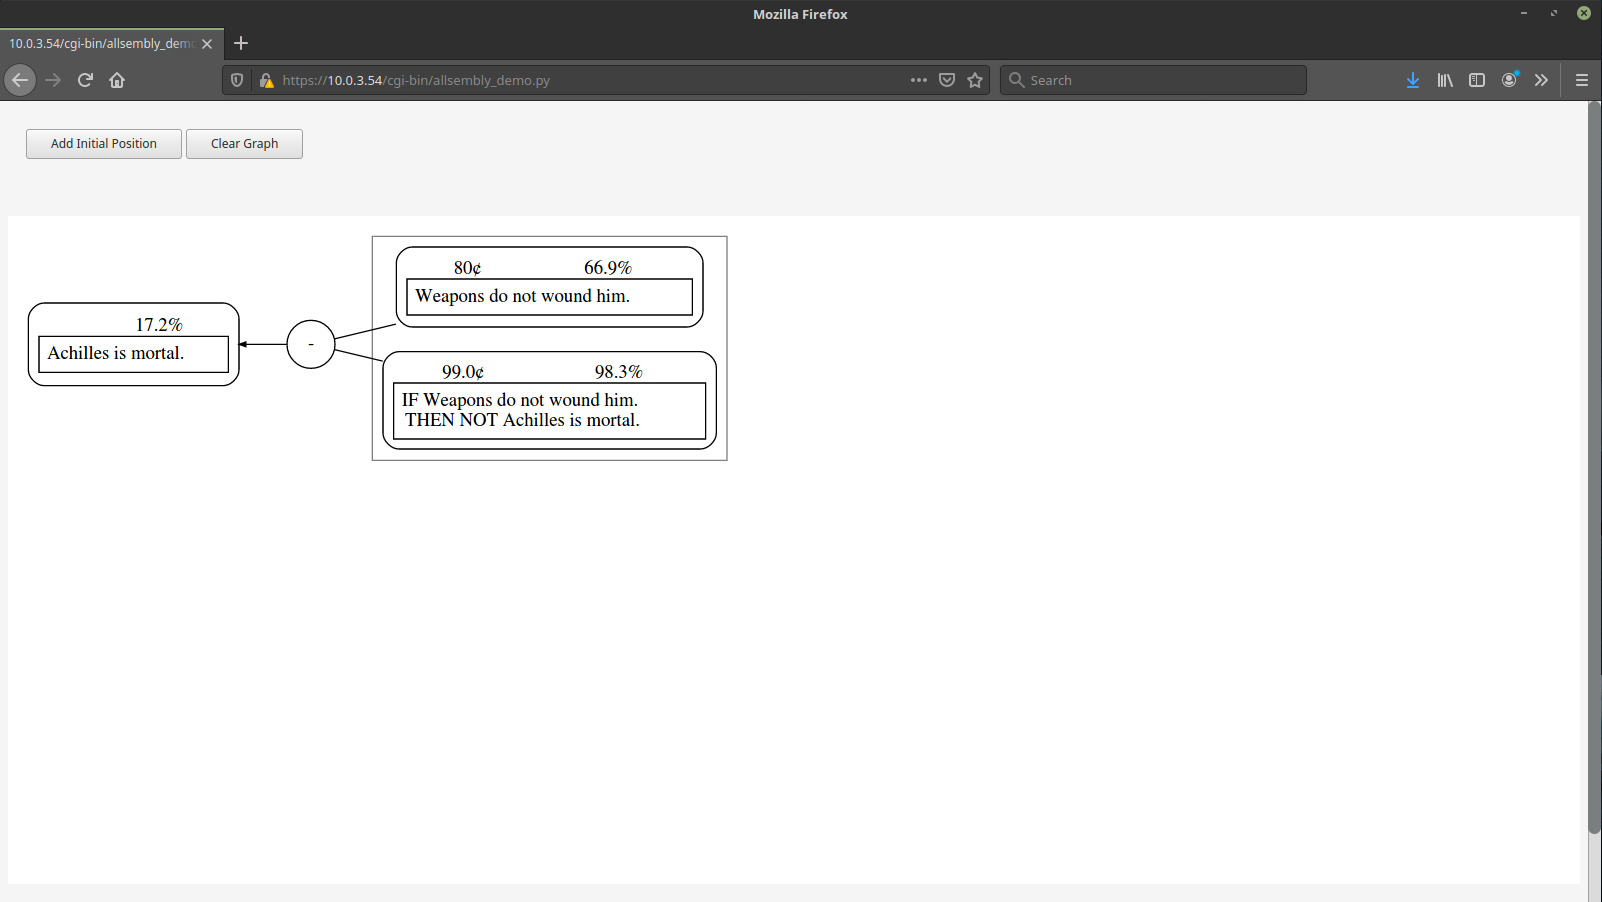 Mozilla Firefox
10.0.3.54/cgi-bin/allsembly_dem
https://10.0.3.54/cgi-bin/allsembly_demo.py
Search
Add Initial Position
Clear Graph
80¢ 66.9%
Weapons do not wound him.
17.2%
Achilles is mortal.
-
99.0¢ 98.3%
IF Weapons do not wound him.
THEN NOT Achilles is mortal.